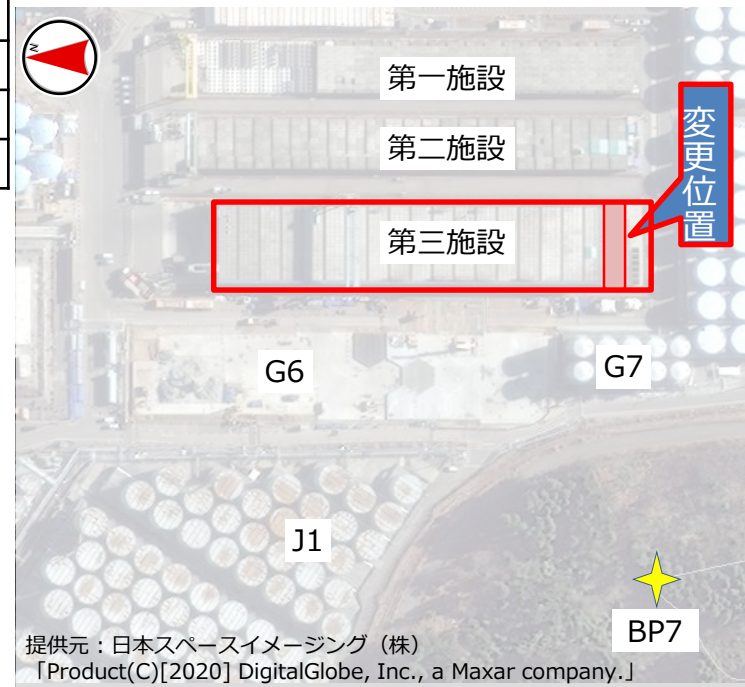 N
第一施設
第二施設
変更位置
第三施設
G6
G7
J1
BP7
提供元：日本スペースイメージング（株）
「Product(C)[2020] DigitalGlobe, Inc., a Maxar company.」